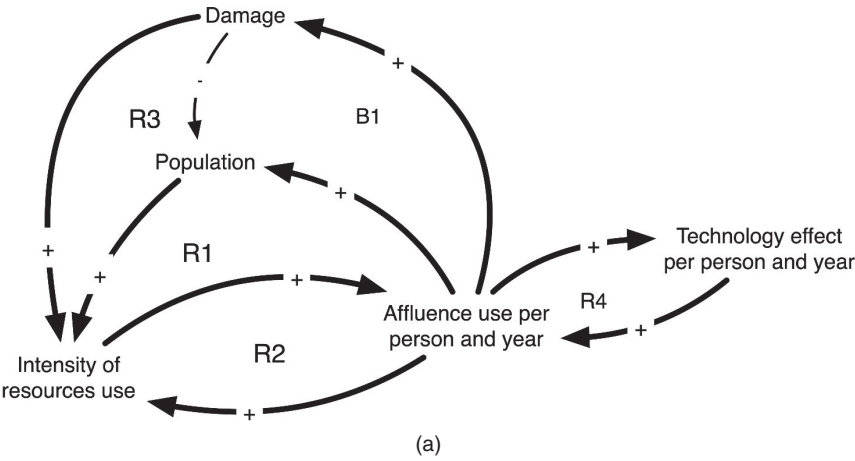 Damage
+
-
R3
B1
Population
+
+
Technology effect
per person and year
+
R1
+
+
R4
Affluence use per
person and year
+
R2
Intensity of
resources use
+
(a)